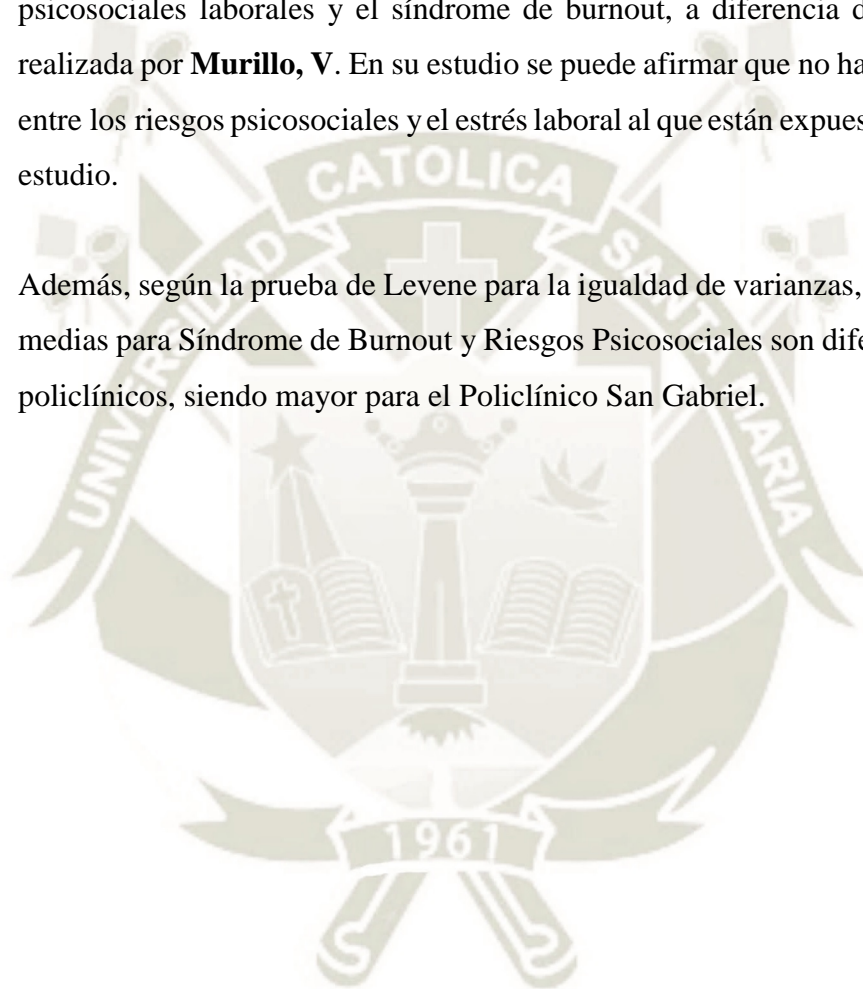 psicosociales laborales y el síndrome de burnout, a diferencia d
realizada por Murillo, V. En su estudio se puede afirmar que no ha
entre los riesgos psicosociales y el estrés laboral al que están expues
estudio.
Además, según la prueba de Levene para la igualdad de varianzas,
medias para Síndrome de Burnout y Riesgos Psicosociales son dife
policlínicos, siendo mayor para el Policlínico San Gabriel.
UNIVERSIDAD CATOLICA SANTA MARIA
1961